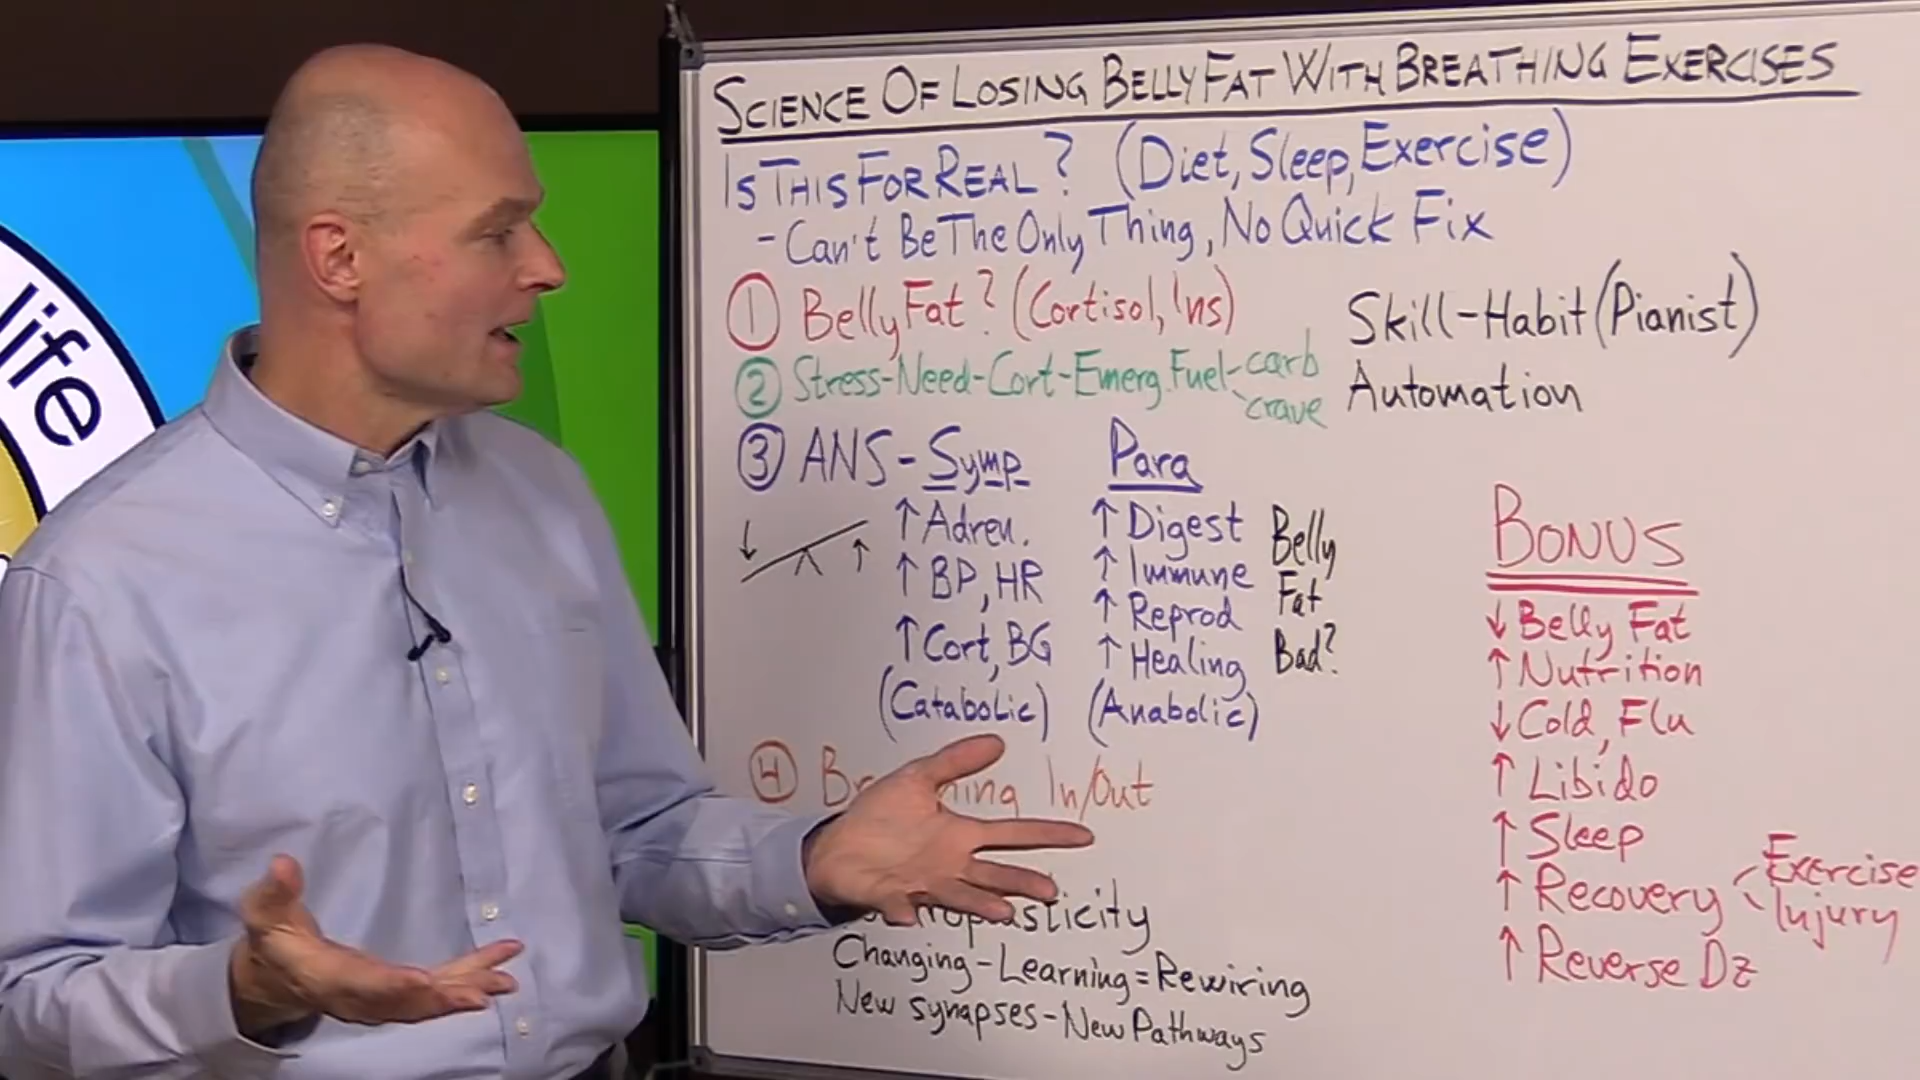 life
SCIENCE OF LOSING BELLY FAT WITH BREATHING EXERCISES
IS THIS FOR REAL? (Diet, Sleep, Exercise)
- Can't Be The Only Thing, No Quick Fix
① Belly Fat? (Cortisol, Ins)
② Stress-Need-Cort-Emerg. Fuel-carb
crave
Skill-Habit (Pianist)
Automation
③ ANS - Symp Para
↑ Adren. ↑ Digest
↑ BP, HR ↑ Immune
↑ Reprod
↑ Cort, BG ↑ Healing
(Catabolic) (Anabolic)
Belly
Fat
Bad?
④ In/Out
Changing - Learning = Rewiring
New synapses - New Pathways
BONUS
↓ Belly Fat
↑ Nutrition
↓ Cold, Flu
↑ Libido
↑ Sleep
↑ Recovery < Exercise
Injury
↑ Reverse Dz